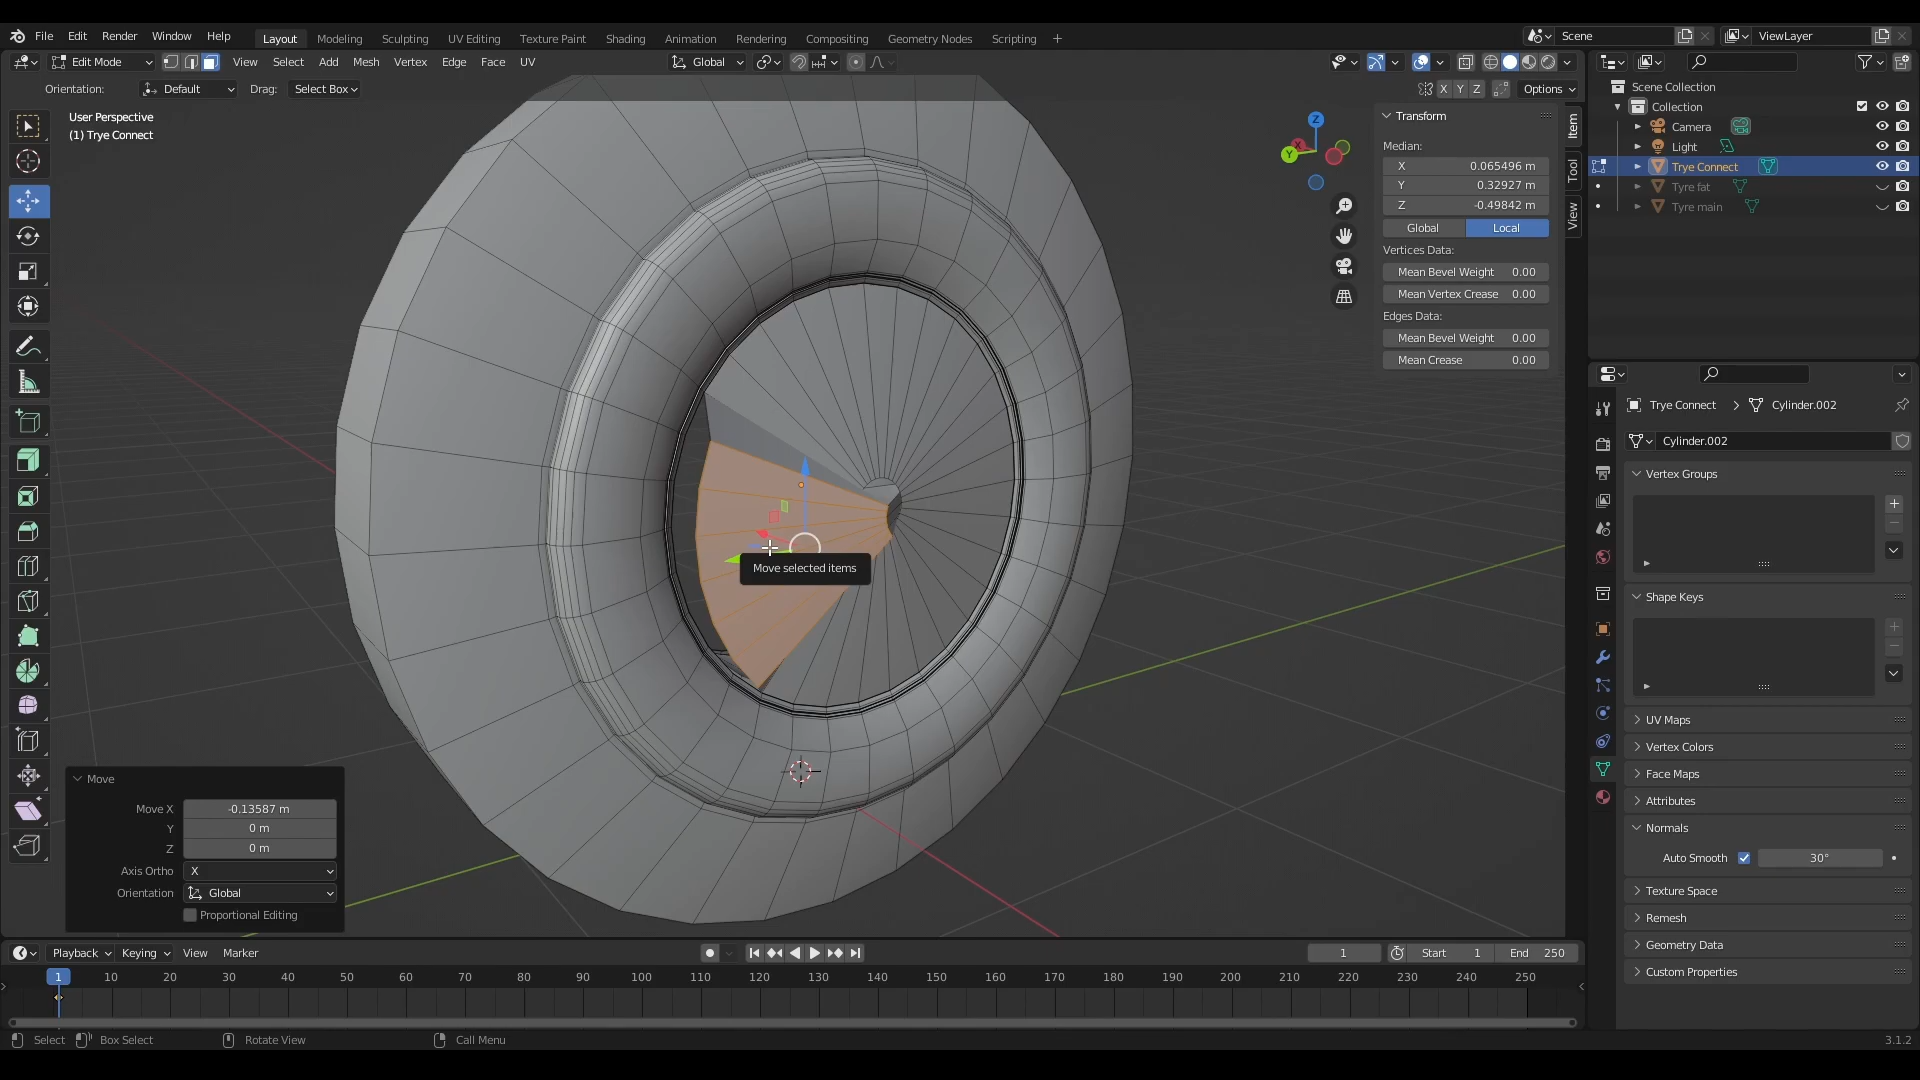 File Edit Render Window Help Layout Modeling Sculpting UV Editing Texture Paint Shading Animation Rendering Compositing Geometry Nodes Scripting + Scene ViewLayer
Edit Mode View Select Add Mesh Vertex Edge Face UV Global
Orientation: Default Drag: Select Box X Y Z Options
User Perspective
(1) Trye Connect
Z
X
Y
Transform
Median:
X 0.065496 m
Y 0.32927 m
Z -0.49842 m
Global Local
Vertices Data:
Mean Bevel Weight 0.00
Mean Vertex Crease 0.00
Edges Data:
Mean Bevel Weight 0.00
Mean Crease 0.00
Item
Tool
View
Scene Collection
Collection
Camera
Light
Trye Connect
Tyre fat
Tyre main
Move selected items
Trye Connect Cylinder.002
Cylinder.002
Vertex Groups
Shape Keys
UV Maps
Vertex Colors
Face Maps
Attributes
Normals
Auto Smooth 30°
Texture Space
Remesh
Geometry Data
Custom Properties
Move
Move X -0.13587 m
Y 0 m
Z 0 m
Axis Ortho X
Orientation Global
Proportional Editing
Playback Keying View Marker 1 Start 1 End 250
1 10 20 30 40 50 60 70 80 90 100 110 120 130 140 150 160 170 180 190 200 210 220 230 240 250
Select Box Select Rotate View Call Menu 3.1.2